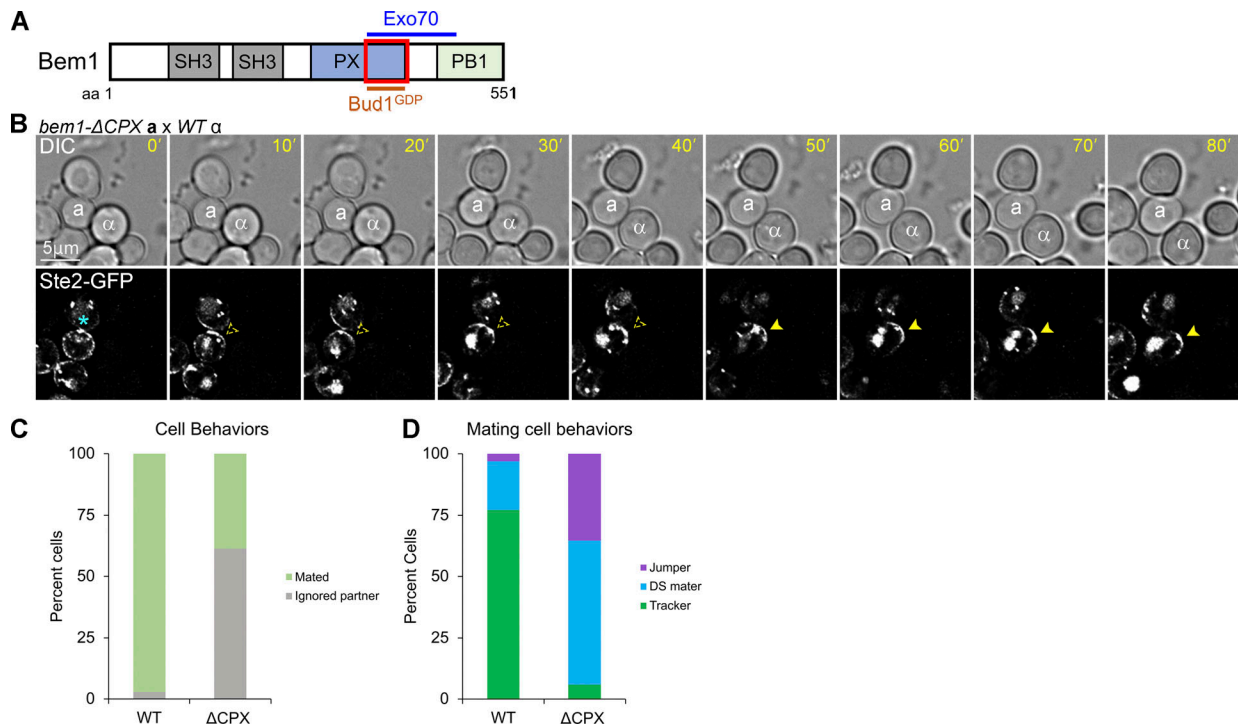 A
Exo70
Bem1
SH3 SH3 PX PB1
aa 1 551
Bud1GDP
B bem1-ΔCPX a x WT α
DIC 0′ 10′ 20′ 30′ 40′ 50′ 60′ 70′ 80′
a a a a a a a a a
α α α α α α α α α
5μm
Ste2-GFP
*
C Cell Behaviors
Percent cells
100
75
50
25
0
WT ΔCPX
Mated
Ignored partner
D Mating cell behaviors
Percent Cells
100
75
50
25
0
WT ΔCPX
Jumper
DS mater
Tracker